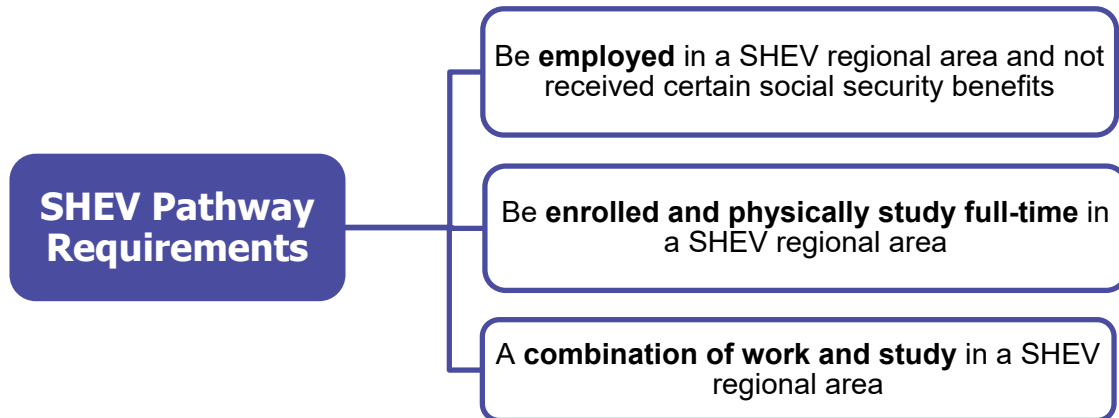 SHEV Pathway
Requirements
Be employed in a SHEV regional area and not
received certain social security benefits
Be enrolled and physically study full-time in
a SHEV regional area
A combination of work and study in a SHEV
regional area